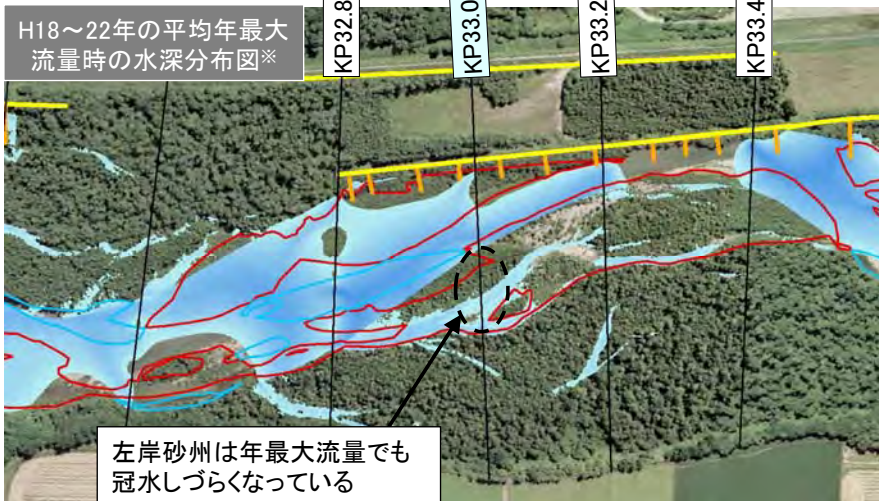 H18～22年の平均年最大
流量時の水深分布図※
KP32.8
KP33.0
KP33.2
KP33.4
左岸砂州は年最大流量でも
冠水しづらくなっている